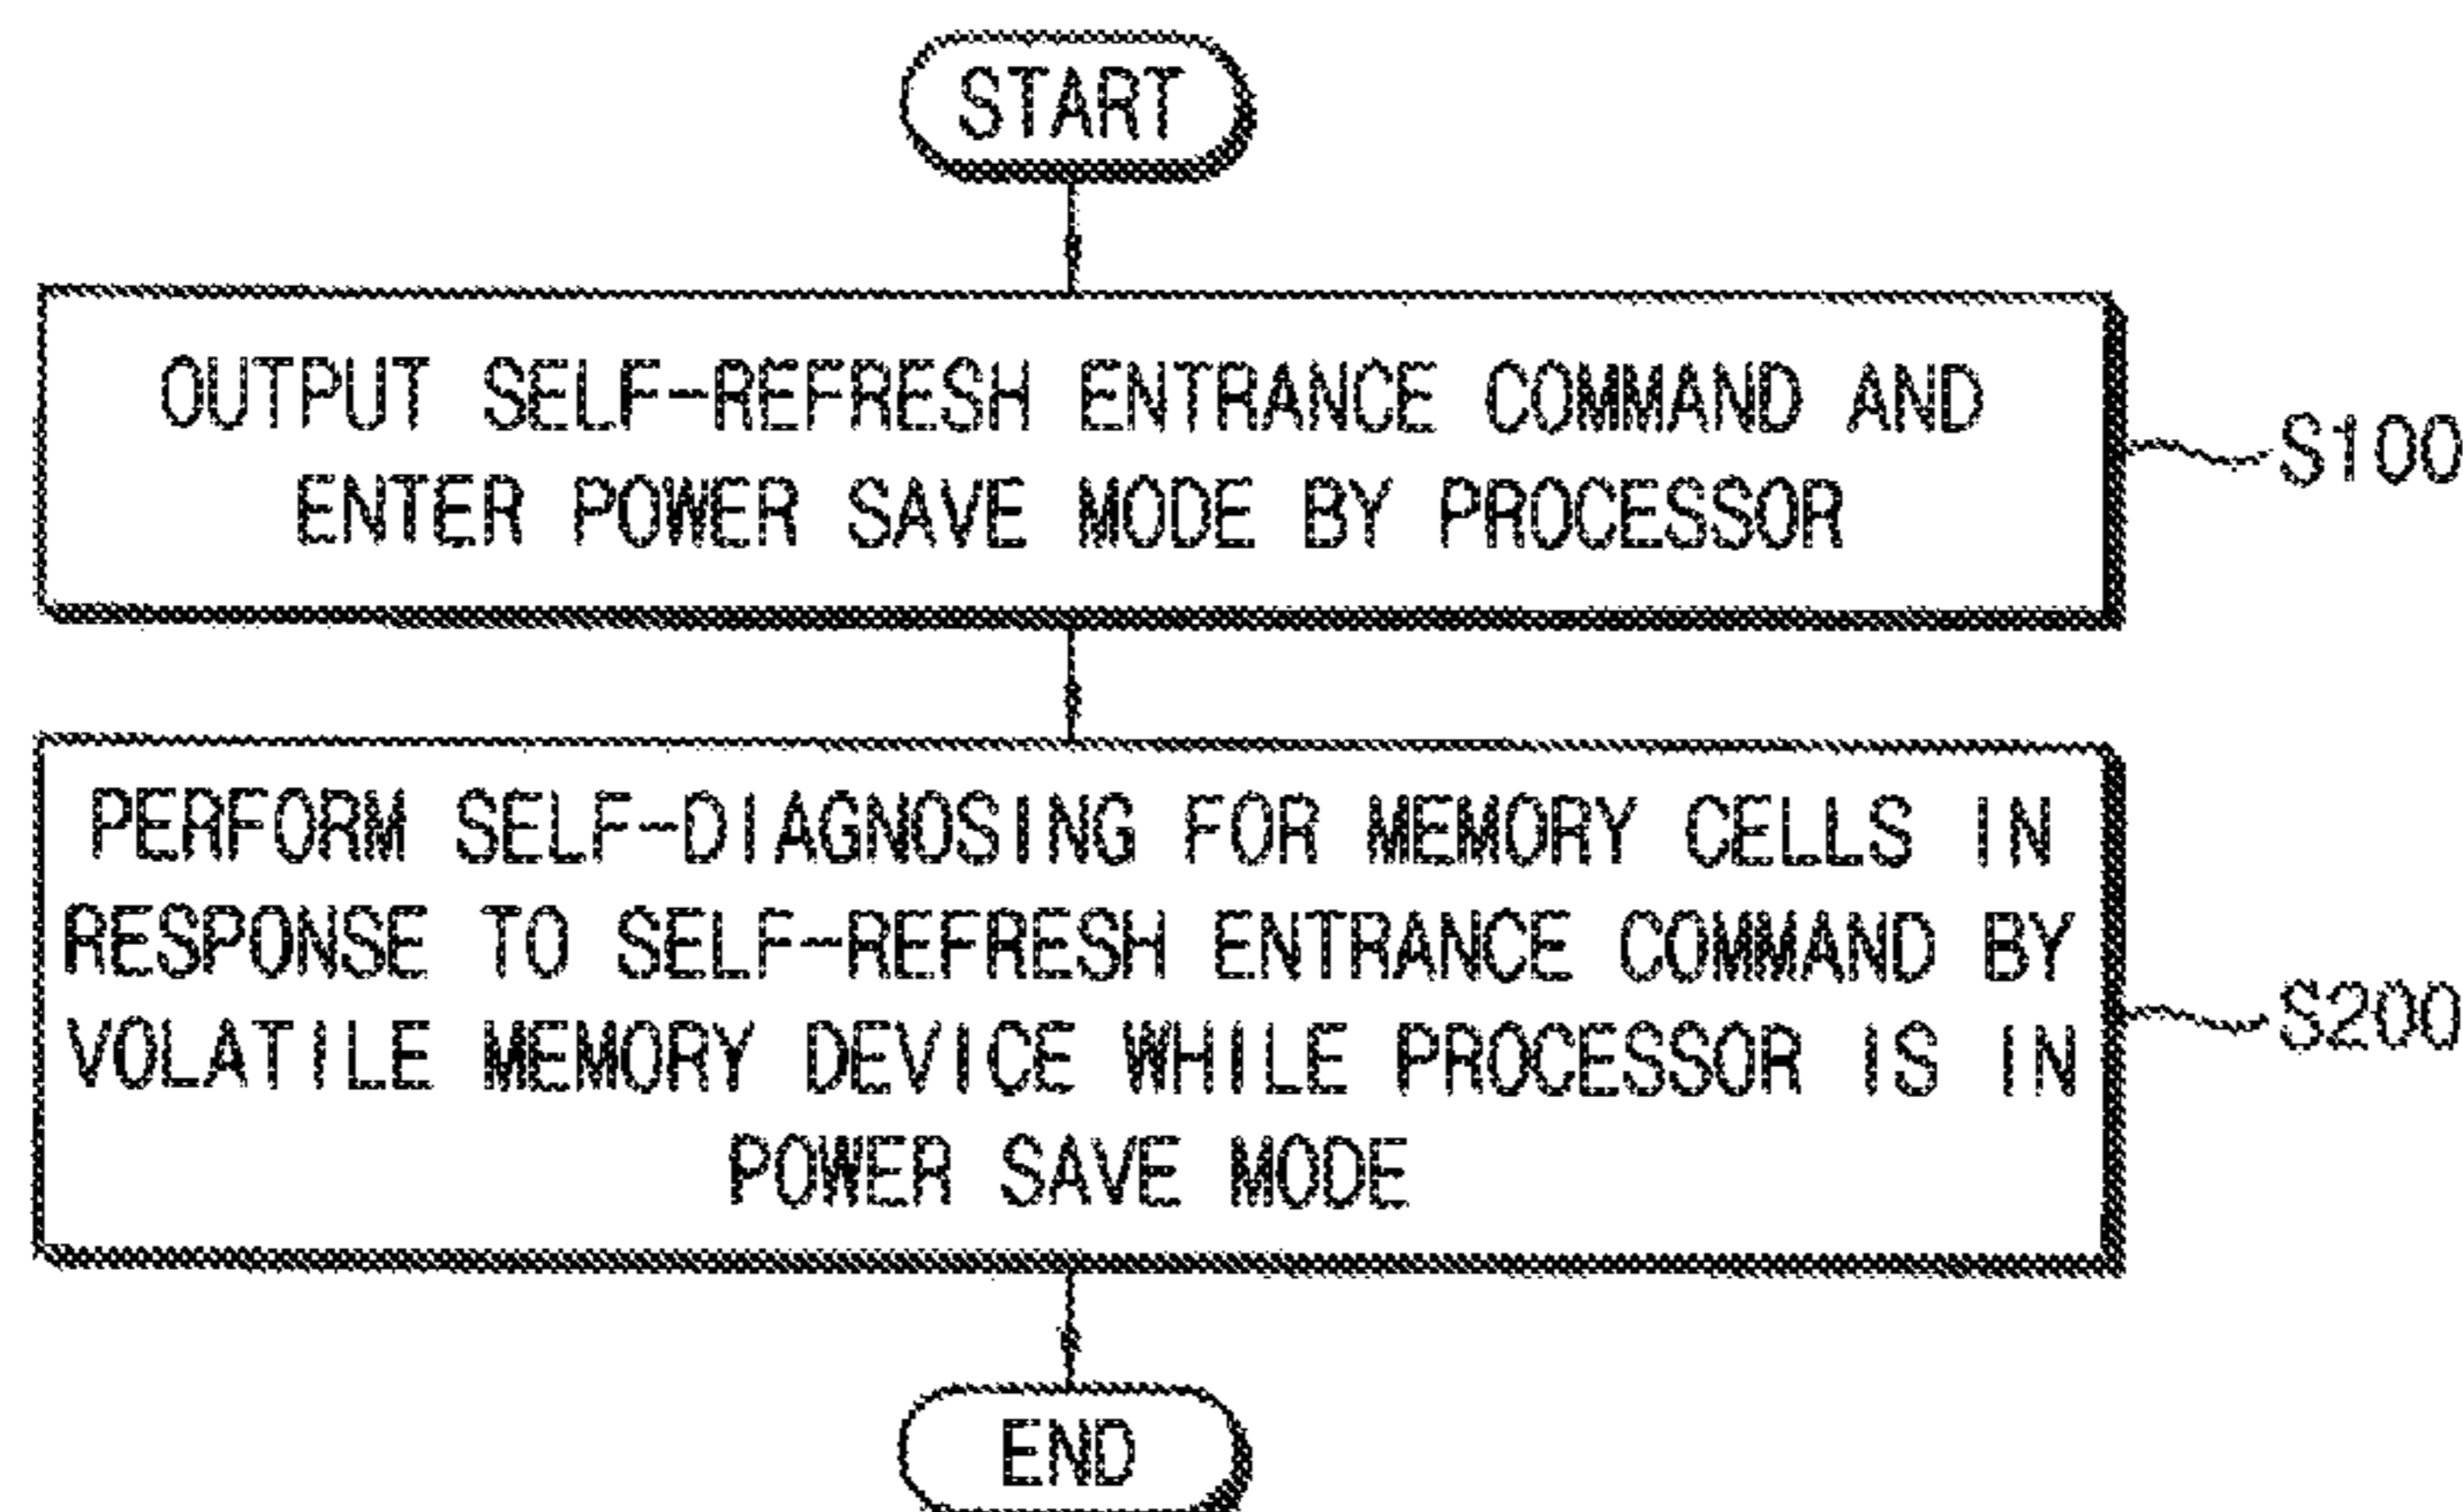 START
OUTPUT SELF-REFRESH ENTRANCE COMMAND AND
ENTER POWER SAVE MODE BY PROCESSOR
S100
PERFORM SELF-DIAGNOSING FOR MEMORY CELLS IN
RESPONSE TO SELF-REFRESH ENTRANCE COMMAND BY
VOLATILE MEMORY DEVICE WHILE PROCESSOR IS IN
POWER SAVE MODE
S200
END